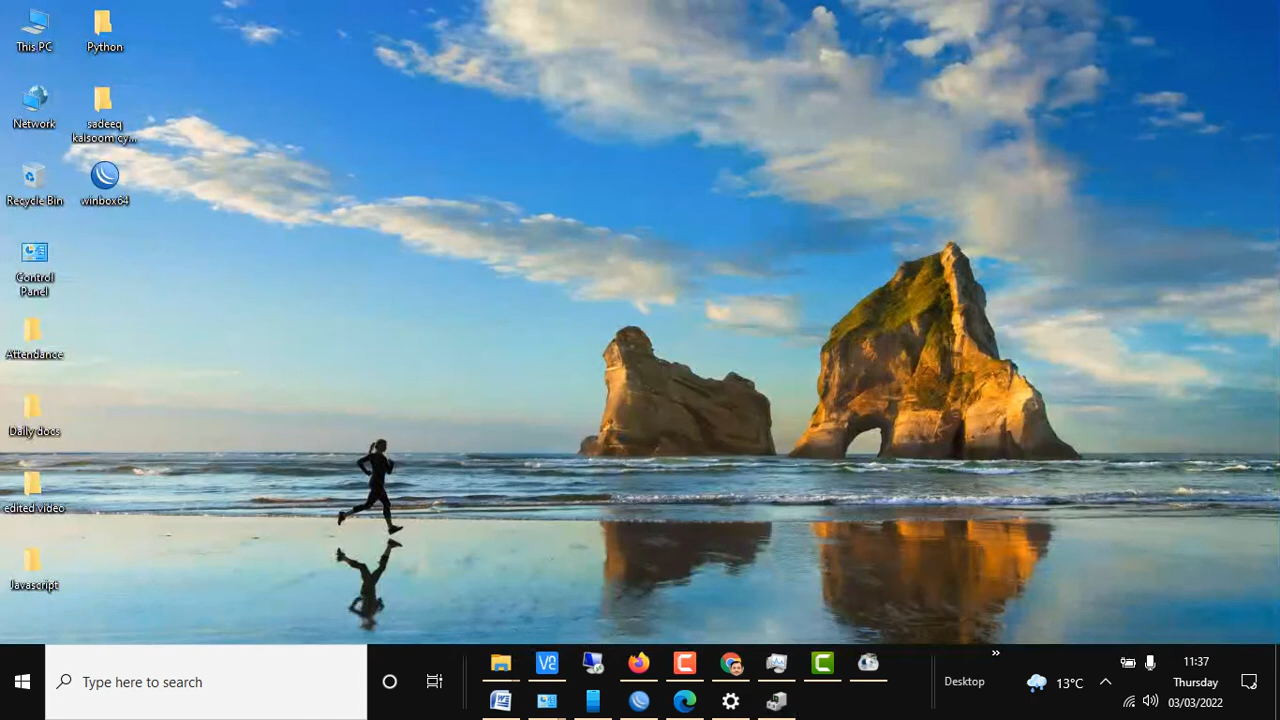 This PC
Python
Network
sadeeq
kalsoom cy...
Recycle Bin
winbox64
Control
Panel
Attendance
Daily docs
edited video
Javascript
Type here to search
Desktop
13°C
11:37
Thursday
03/03/2022